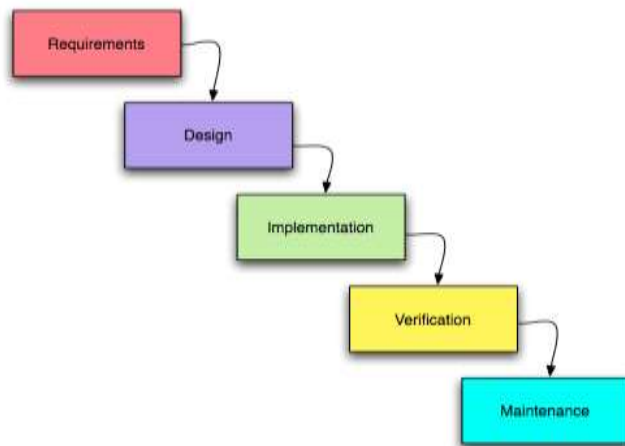 Requirements
Design
Implementation
Verification
Maintenance